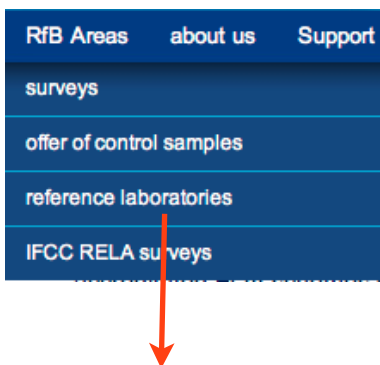 RfB Areas about us Support
surveys
offer of control samples
reference laboratories
IFCC RELA surveys